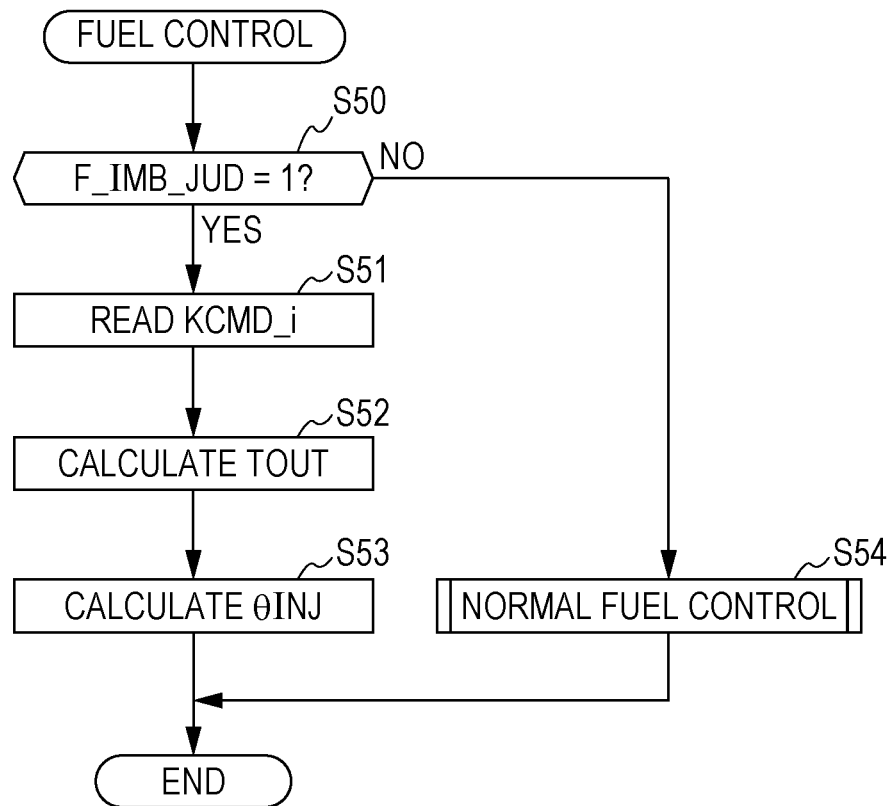 FUEL CONTROL
S50
F_IMB_JUD = 1?
NO
YES
S51
READ KCMD_i
S52
CALCULATE TOUT
S53
CALCULATE θINJ
S54
NORMAL FUEL CONTROL
END